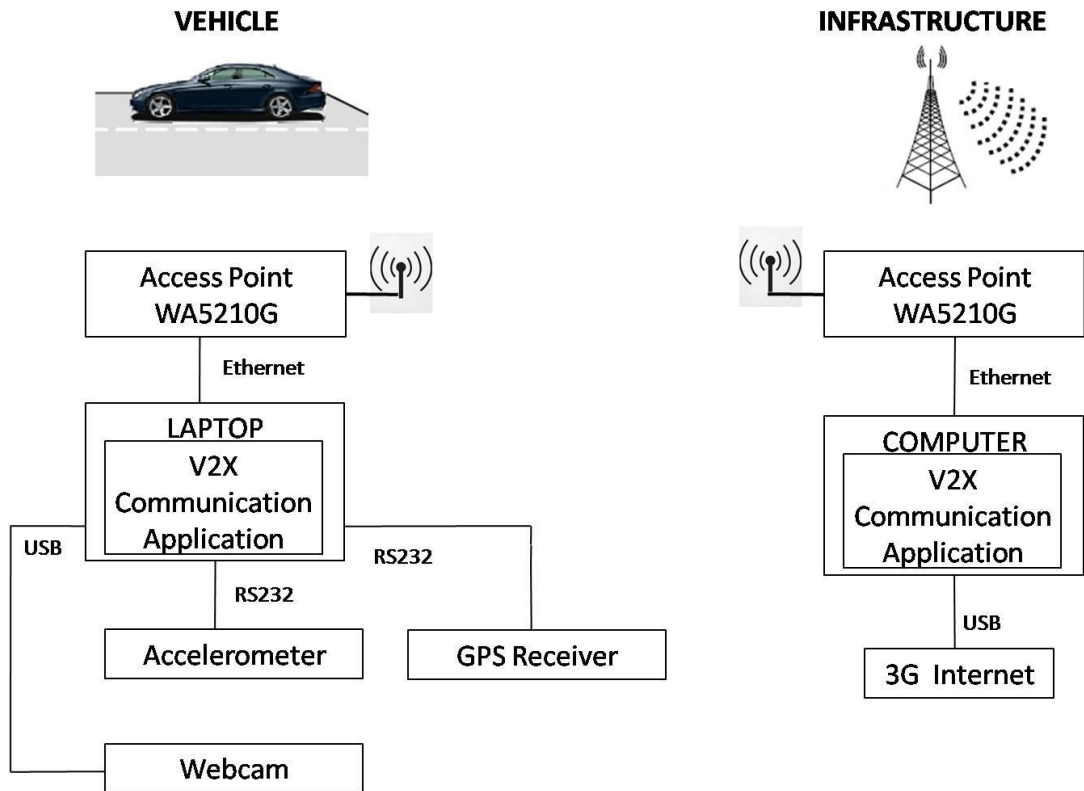 VEHICLE
Access Point
WA5210G
Ethernet
LAPTOP
V2X
Communication
Application
USB
RS232
RS232
Accelerometer
GPS Receiver
Webcam
INFRASTRUCTURE
Access Point
WA5210G
Ethernet
COMPUTER
V2X
Communication
Application
USB
3G Internet